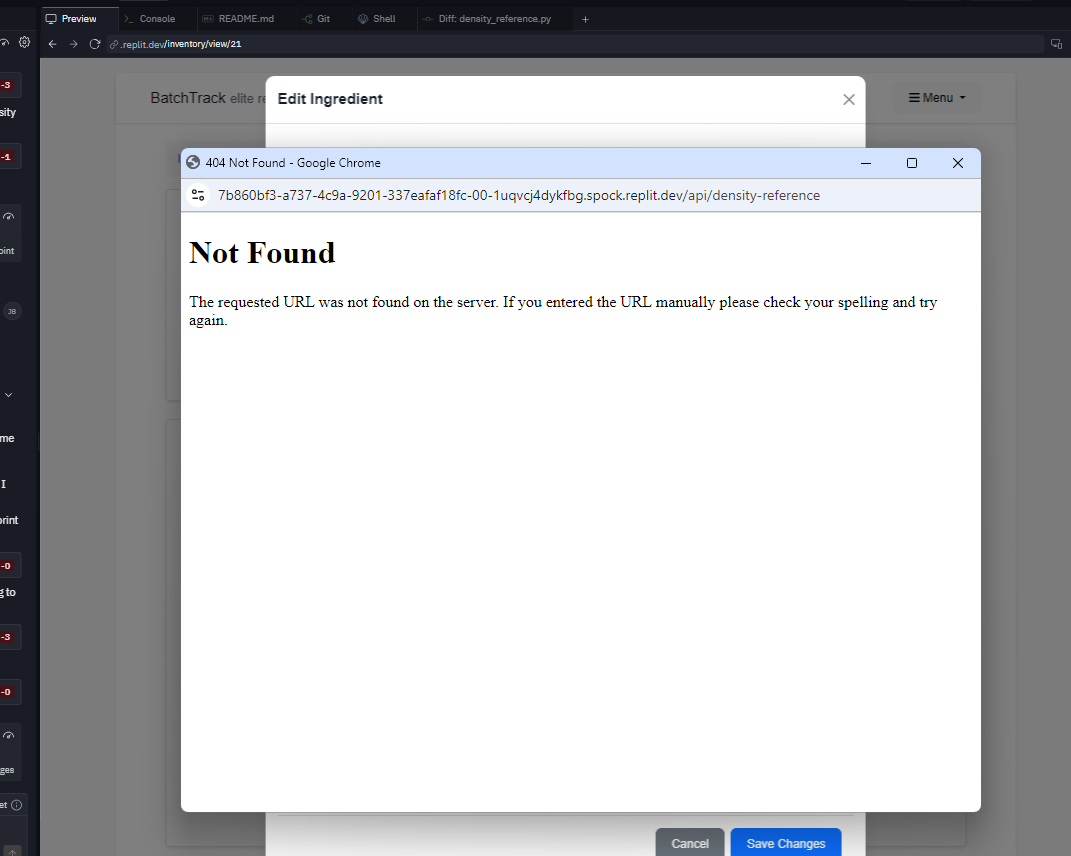 Preview
Console
README.md
Git
Shell
Diff: density_reference.py
.replit.dev/inventory/view/21
-3
sity
-1
oint
JB
me
I
print
-0
g to
-3
-0
ges
et
BatchTrack elite re
Edit Ingredient
Menu
404 Not Found - Google Chrome
7b860bf3-a737-4c9a-9201-337eafaf18fc-00-1uqvcj4dykfbg.spock.replit.dev/api/density-reference
Not Found
The requested URL was not found on the server. If you entered the URL manually please check your spelling and try
again.
Cancel
Save Changes